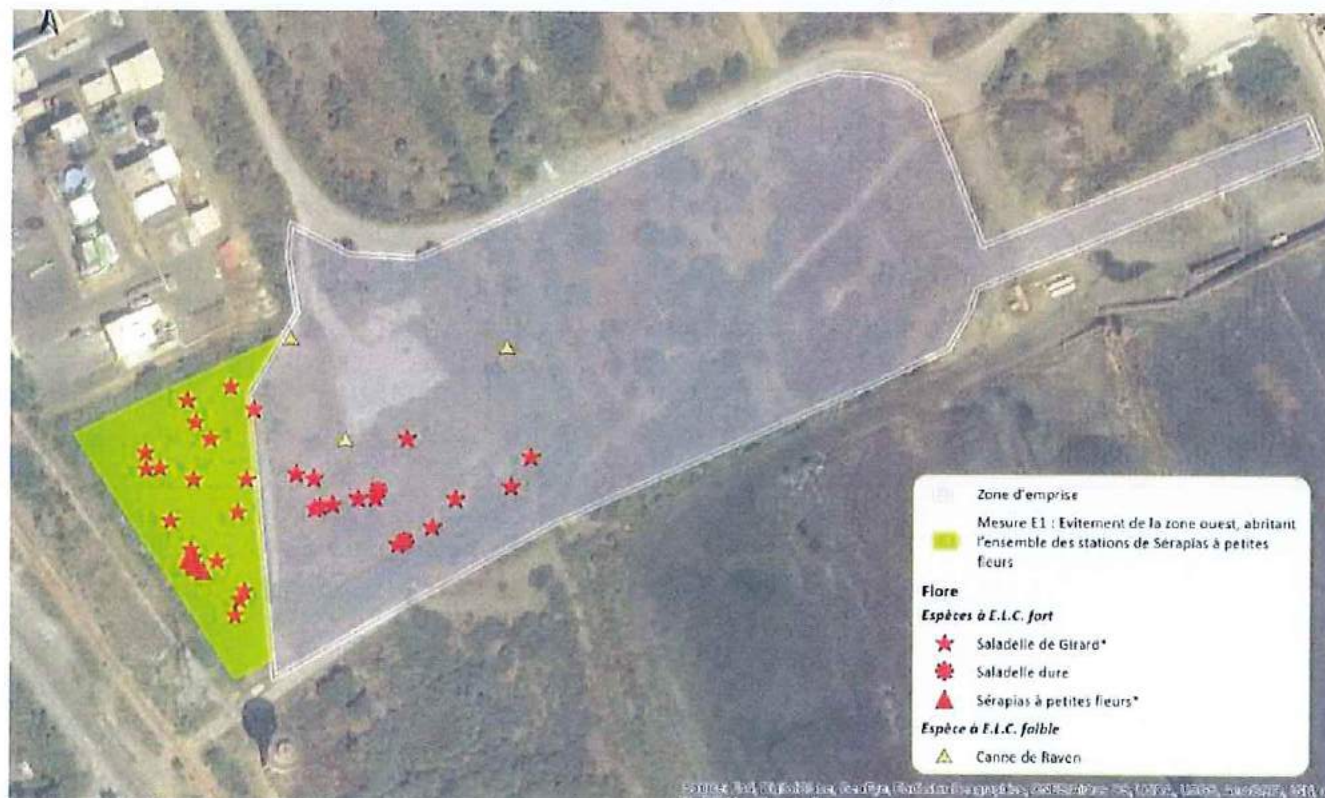 Zone d'emprise
Mesure E1 : Evitement de la zone ouest, abritant
l'ensemble des stations de Sérapias à petites
fleurs
Flore
Espèces à E.L.C. fort
Saladelle de Girard*
Saladelle dure
Sérapias à petites fleurs*
Espèce à E.L.C. faible
Canne de Raven